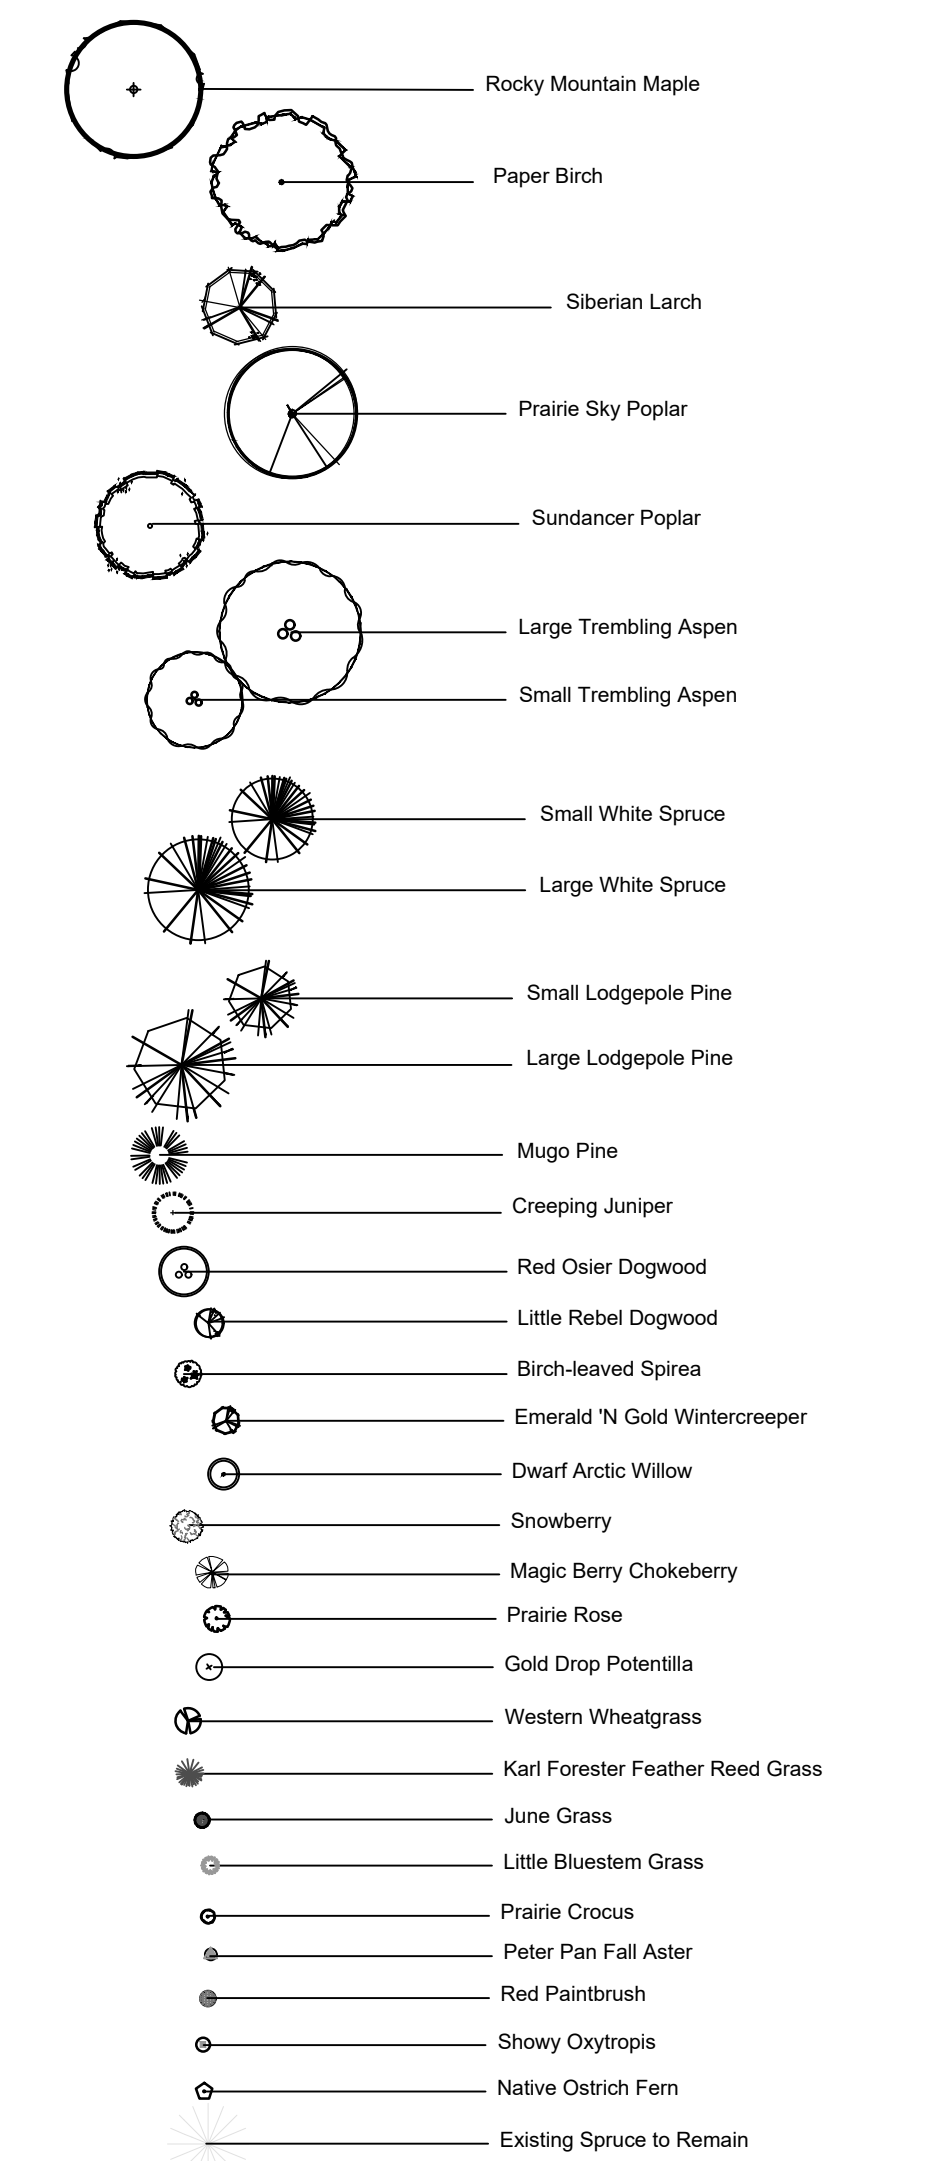 Rocky Mountain Maple
Paper Birch
Siberian Larch
Prairie Sky Poplar
Sundancer Poplar
Large Trembling Aspen
Small Trembling Aspen
Small White Spruce
Large White Spruce
Small Lodgepole Pine
Large Lodgepole Pine
Mugo Pine
Creeping Juniper
Red Osier Dogwood
Little Rebel Dogwood
Birch-leaved Spirea
Emerald 'N Gold Wintercreeper
Dwarf Arctic Willow
Snowberry
Magic Berry Chokeberry
Prairie Rose
Gold Drop Potentilla
Western Wheatgrass
Karl Forester Feather Reed Grass
June Grass
Little Bluestem Grass
Prairie Crocus
Peter Pan Fall Aster
Red Paintbrush
Showy Oxytropis
Native Ostrich Fern
Existing Spruce to Remain